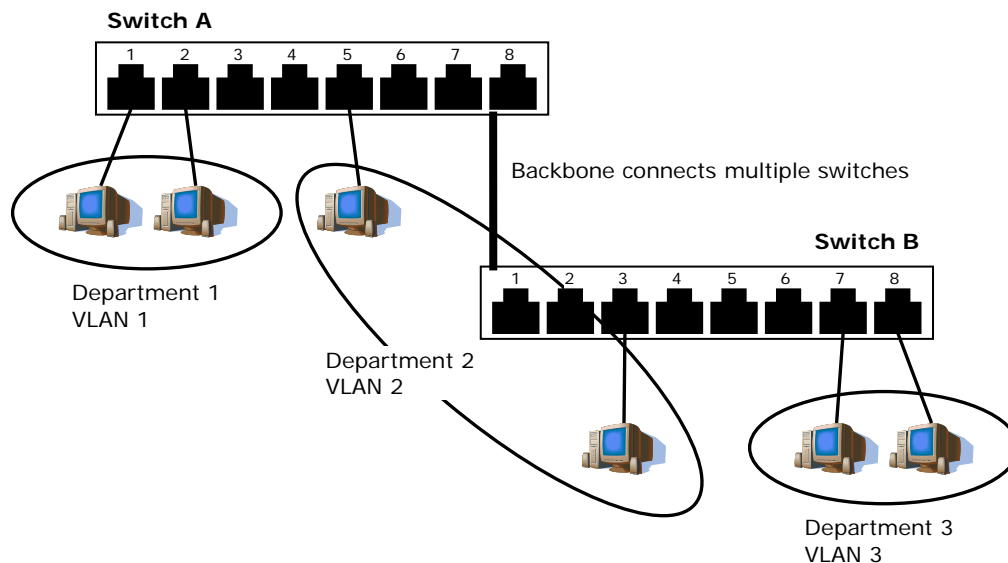 Switch A
1 2 3 4 5 6 7 8
Backbone connects multiple switches
Switch B
1 2 3 4 5 6 7 8
Department 1
VLAN 1
Department 2
VLAN 2
Department 3
VLAN 3